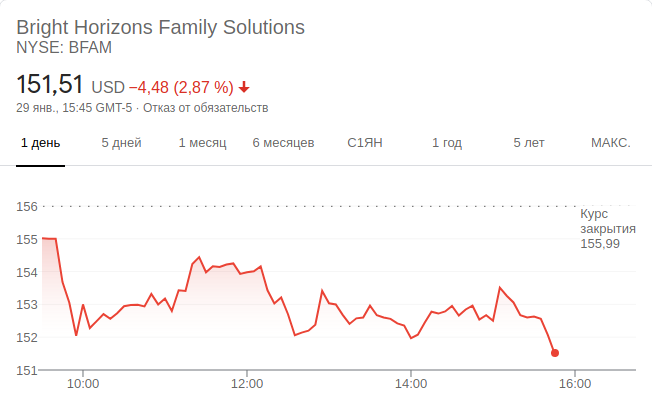 Bright Horizons Family Solutions
NYSE: BFAM
151,51 USD −4,48 (2,87 %)
29 янв., 15:45 GMT-5 · Отказ от обязательств
1 день 5 дней 1 месяц 6 месяцев С1ЯН 1 год 5 лет МАКС.
156
Курс
закрытия
155,99
155
154
153
152
151
10:00 12:00 14:00 16:00